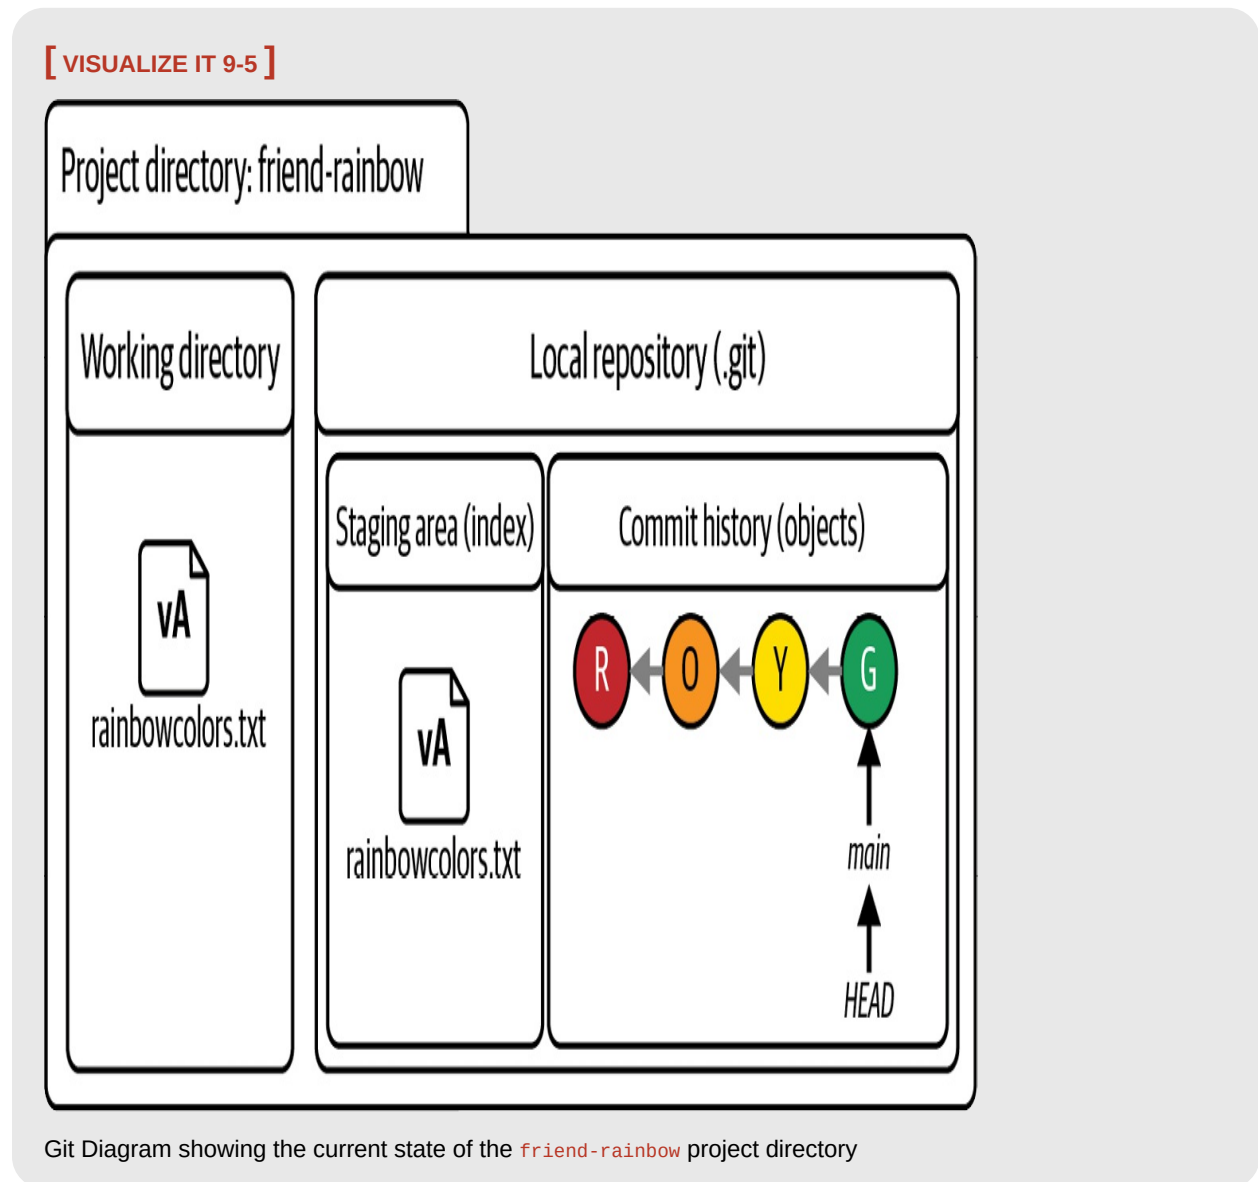 [ VISUALIZE IT 9-5 ]
Project directory: friend-rainbow
Working directory
Local repository (.git)
Staging area (index)
Commit history (objects)
vA
rainbowcolors.txt
vA
rainbowcolors.txt
R O Y G
main
HEAD
Git Diagram showing the current state of the friend-rainbow project directory